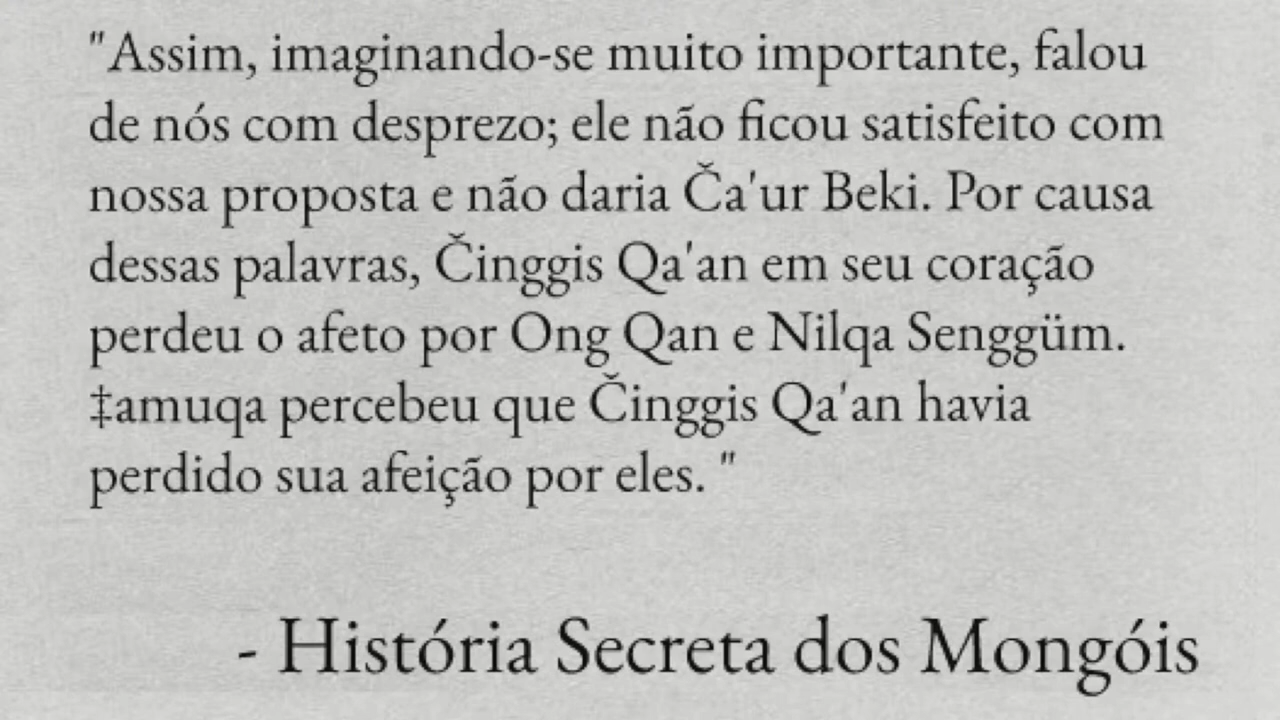 "Assim, imaginando-se muito importante, falou
de nós com desprezo; ele não ficou satisfeito com
nossa proposta e não daria Ča'ur Beki. Por causa
dessas palavras, Činggis Qa'an em seu coração
perdeu o afeto por Ong Qan e Nilqa Senggüm.
‡amuqa percebeu que Činggis Qa'an havia
perdido sua afeição por eles. "
- História Secreta dos Mongóis